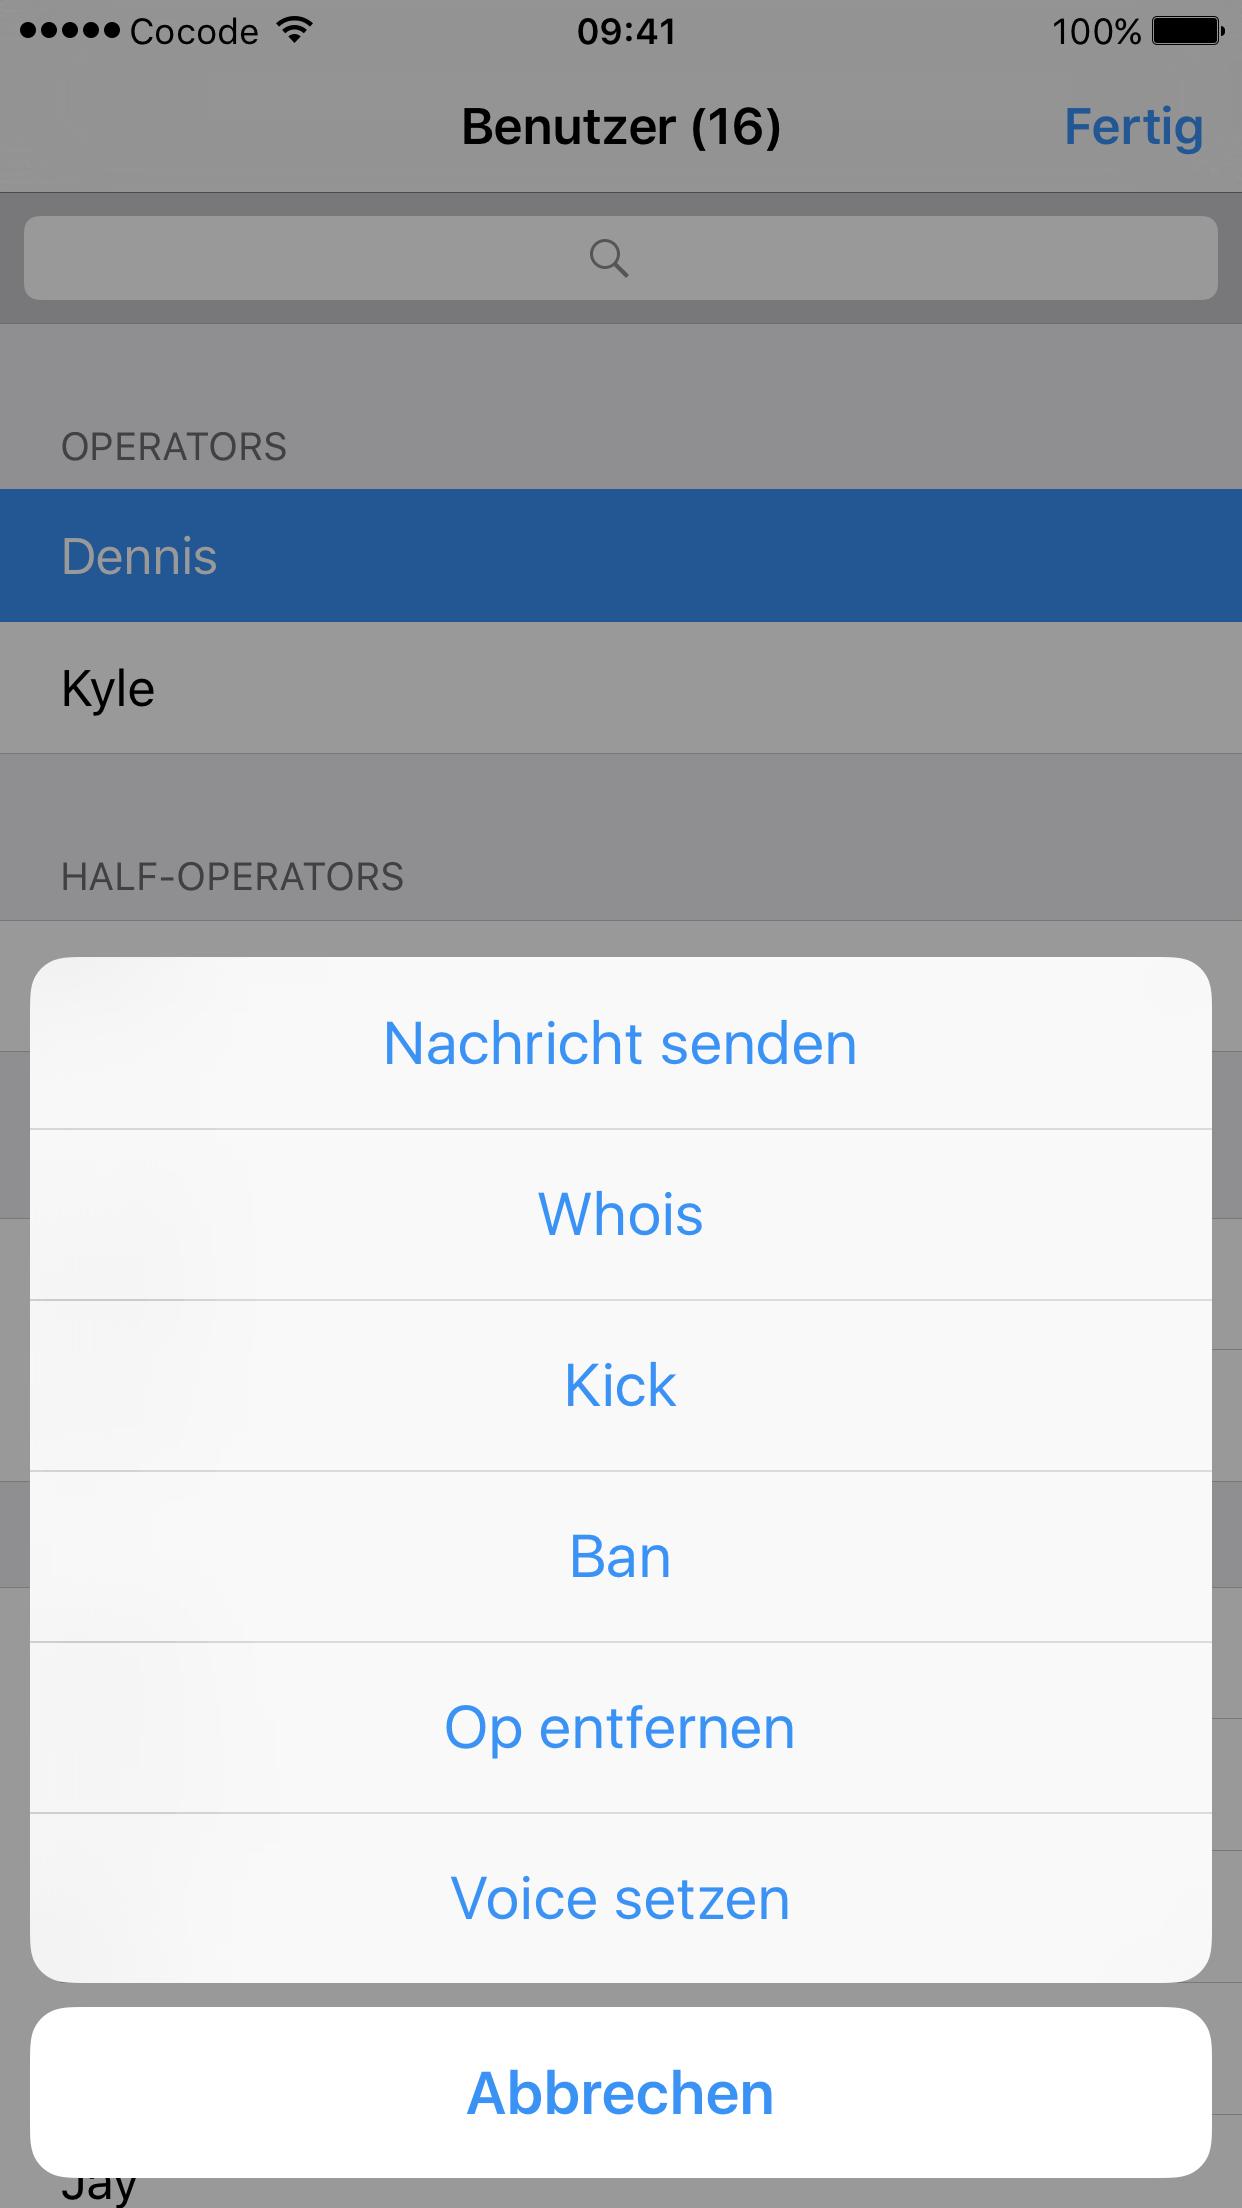 Cocode 09:41 100%
Benutzer (16) Fertig
OPERATORS
Dennis
Kyle
HALF-OPERATORS
Nachricht senden
Whois
Kick
Ban
Op entfernen
Voice setzen
Abbrechen
Jay